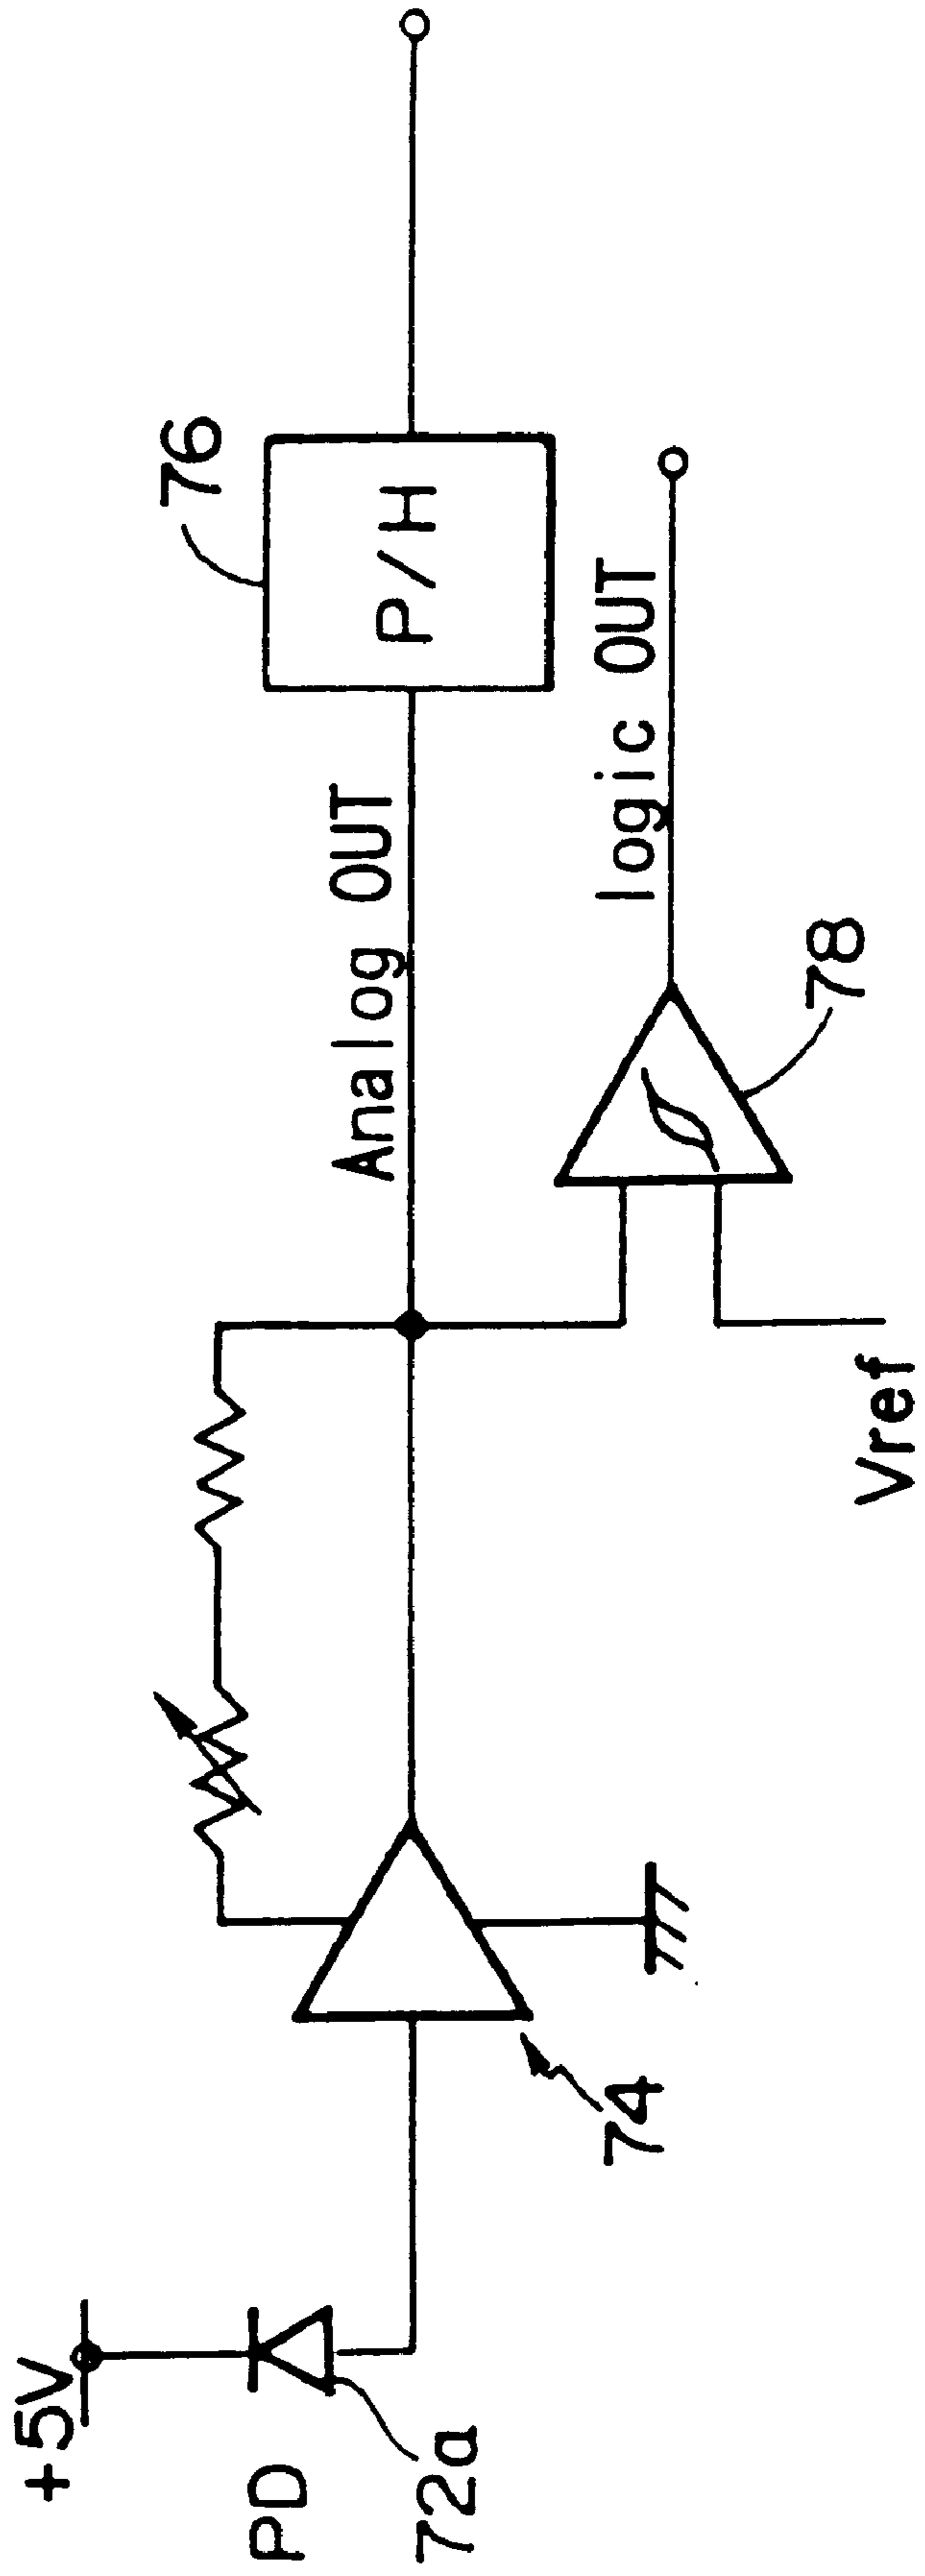 +5V
PD
72a
74
Analog OUT
76
P/H
Vref
78
logic OUT